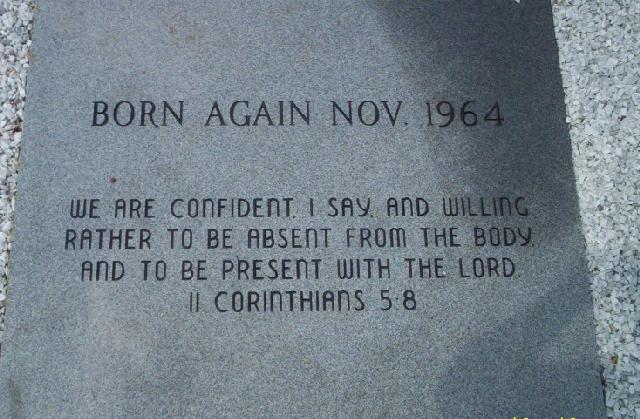 BORN AGAIN NOV. 1964
WE ARE CONFIDENT, I SAY, AND WILLING
RATHER TO BE ABSENT FROM THE BODY,
AND TO BE PRESENT WITH THE LORD.
II CORINTHIANS 5:8